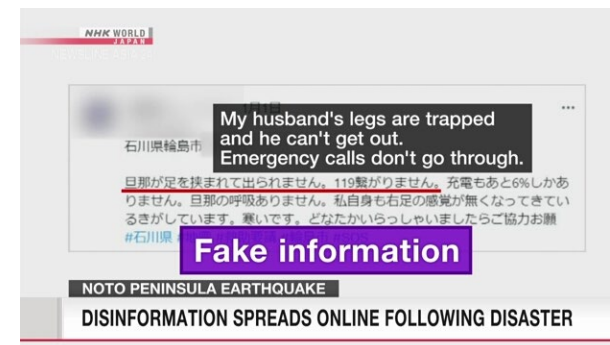 NHK WORLD
JAPAN
1月1日
...
My husband's legs are trapped
and he can't get out.
Emergency calls don't go through.
石川県輪島市
旦那が足を挟まれて出られません。119繋がりません。充電もあと6%しかあ
りません。旦那の呼吸ありません。私自身も右足の感覚が無くなってきてい
るきがしています。寒いです。どなたかいらっしゃいましたらご協力お願
#石川県
#SOS
Fake information
NOTO PENINSULA EARTHQUAKE
DISINFORMATION SPREADS ONLINE FOLLOWING DISASTER